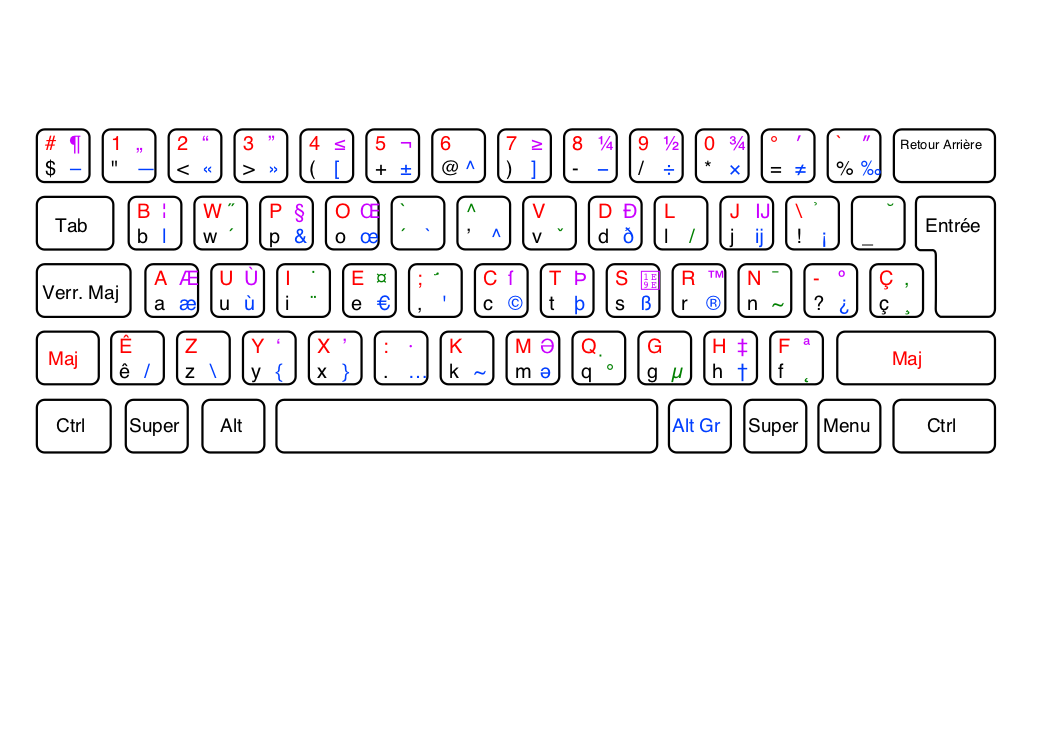 # ¶ 1 „ 2 “ 3 ” 4 ≤ 5 ¬ 6 7 ≥ 8 ¼ 9 ½ 0 ¾ ° ′ ` ″ Retour Arrière
$ – " — < « > » ( [ + ± @ ^ ) ] - − / ÷ * × = ≠ % ‰
Tab B ¦ W ˝ P § O Œ ` ^ V D Ð L J IJ \ ̓ _ ˘ Entrée
b | w ´ p & o œ ´ ` ’ ^ v ˇ d ð l / j ij ! ¡
Verr. Maj A Æ U Ù I ˙ E ¤ ; C ſ T Þ S ẞ R ™ N ¯ - º Ç ,
a æ u ù i ¨ e € , ' c © t þ s ß r ® n ~ ? ¿ ç ¸
Maj Ê Z Y ‘ X ’ : · K M Ə Q . G H ‡ F ª Maj
ê / z \ y { x } . … k ~ m ə q ° g µ h † f ˛
Ctrl Super Alt Alt Gr Super Menu Ctrl